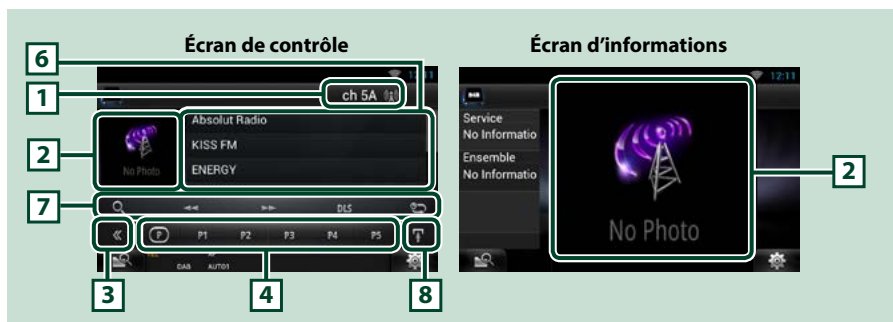 Écran de contrôle
Écran d’informations
6
1
2
7
3
4
8
2
12:11
ch 5A
Absolut Radio
KISS FM
ENERGY
No Photo
DLS
P
P1
P2
P3
P4
P5
DAB
AUTO1
12:11
DAB
Service
No Informatio
Ensemble
No Informatio
No Photo